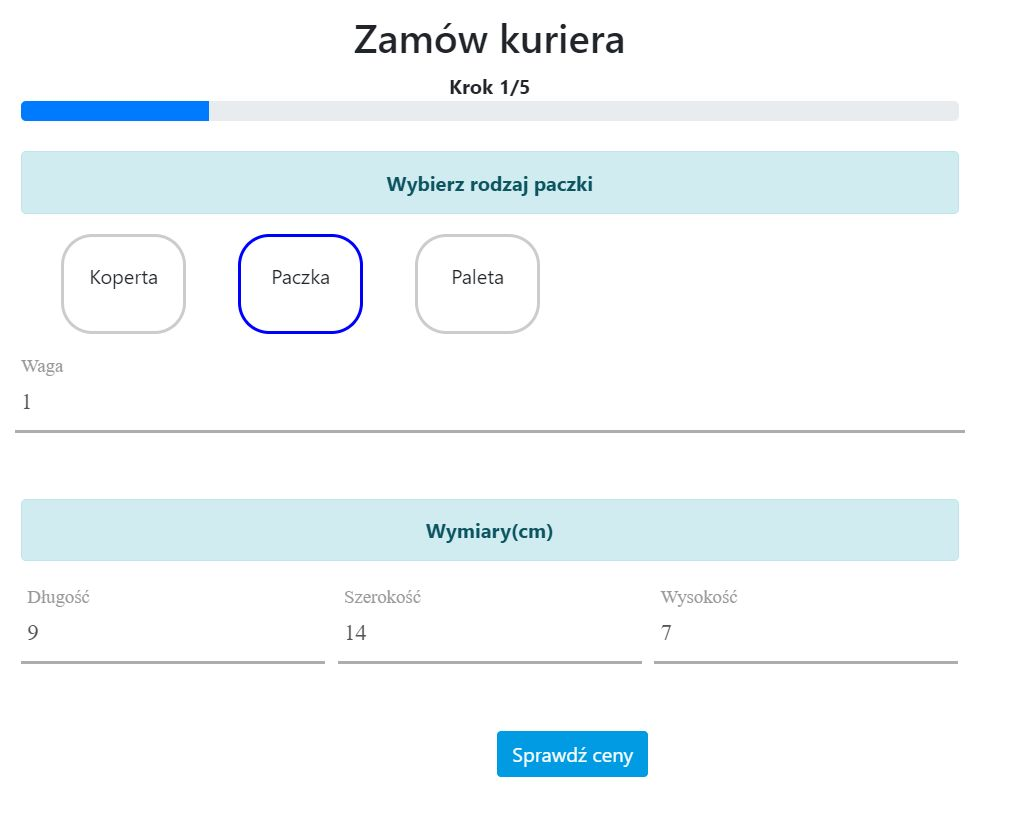 Zamów kuriera
Krok 1/5
Wybierz rodzaj paczki
Koperta Paczka Paleta
Waga
1
Wymiary(cm)
Długość Szerokość Wysokość
9 14 7
Sprawdź ceny